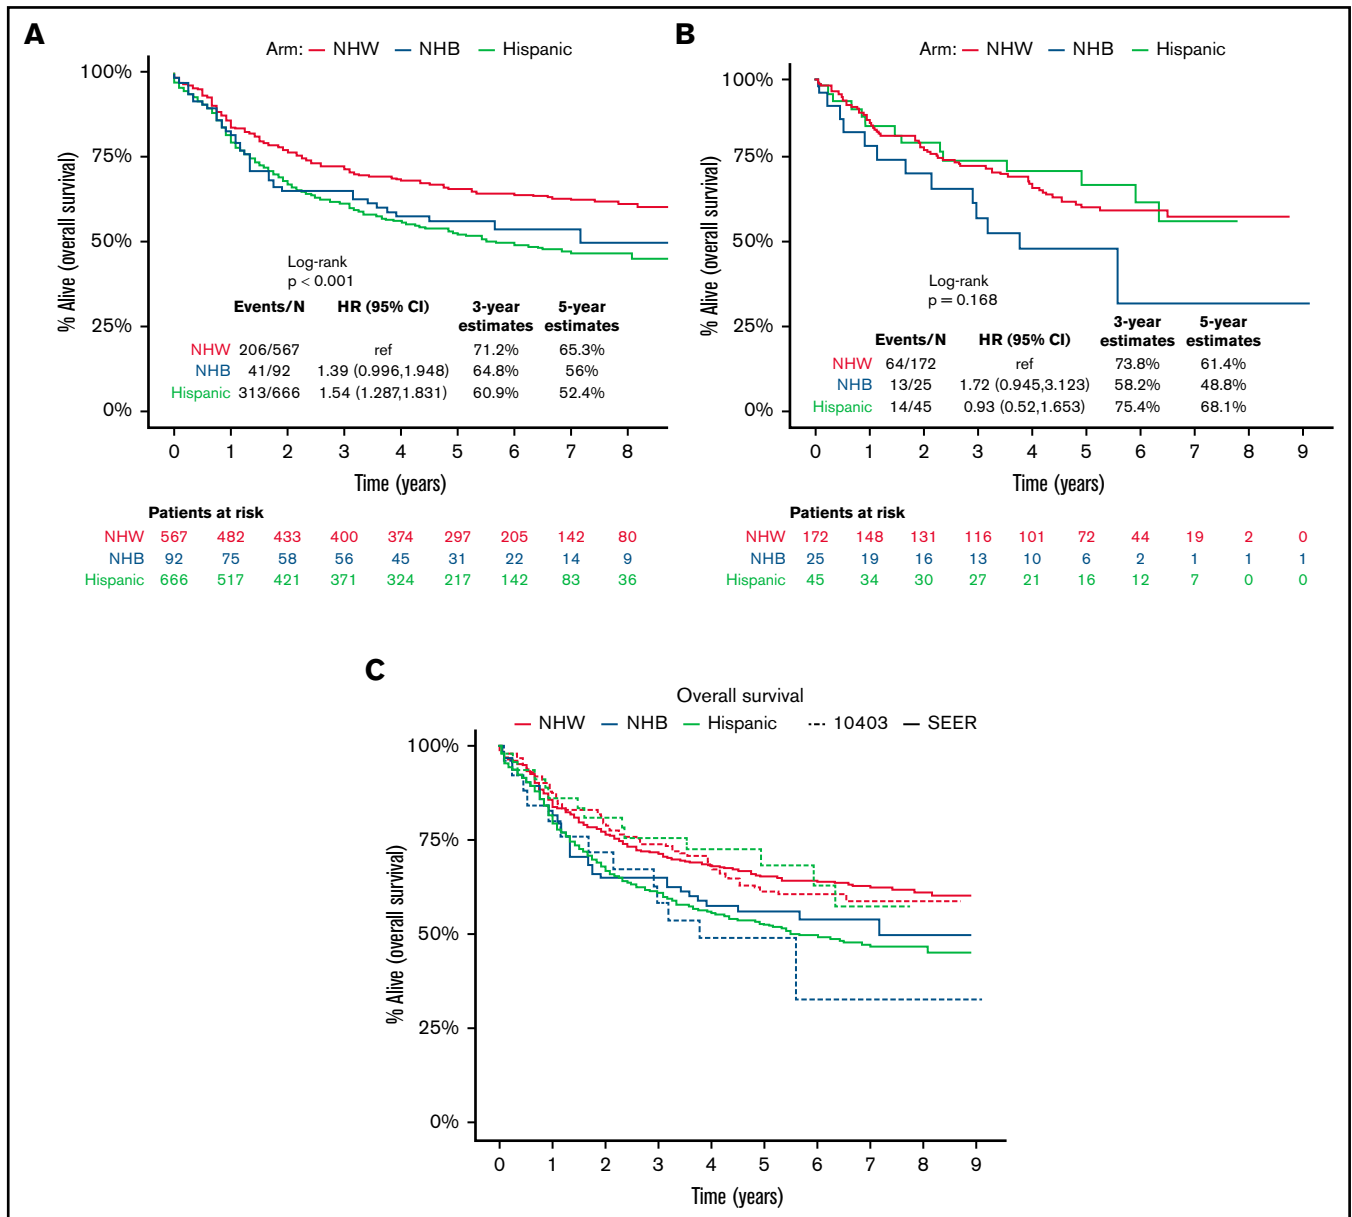 A
Arm: NHW NHB Hispanic
100%
75%
50%
25%
0%
% Alive (overall survival)
Log-rank
p < 0.001
Events/N HR (95% CI) 3-year estimates 5-year estimates
NHW 206/567 ref 71.2% 65.3%
NHB 41/92 1.39 (0.996,1.948) 64.8% 56%
Hispanic 313/666 1.54 (1.287,1.831) 60.9% 52.4%
0 1 2 3 4 5 6 7 8
Time (years)
Patients at risk
NHW 567 482 433 400 374 297 205 142 80
NHB 92 75 58 56 45 31 22 14 9
Hispanic 666 517 421 371 324 217 142 83 36
B
Arm: NHW NHB Hispanic
100%
75%
50%
25%
0%
% Alive (overall survival)
Log-rank
p = 0.168
Events/N HR (95% CI) 3-year estimates 5-year estimates
NHW 64/172 ref 73.8% 61.4%
NHB 13/25 1.72 (0.945,3.123) 58.2% 48.8%
Hispanic 14/45 0.93 (0.52,1.653) 75.4% 68.1%
0 1 2 3 4 5 6 7 8 9
Time (years)
Patients at risk
NHW 172 148 131 116 101 72 44 19 2 0
NHB 25 19 16 13 10 6 2 1 1 1
Hispanic 45 34 30 27 21 16 12 7 0 0
C
Overall survival
NHW NHB Hispanic 10403 SEER
100%
75%
50%
25%
0%
% Alive (overall survival)
0 1 2 3 4 5 6 7 8 9
Time (years)